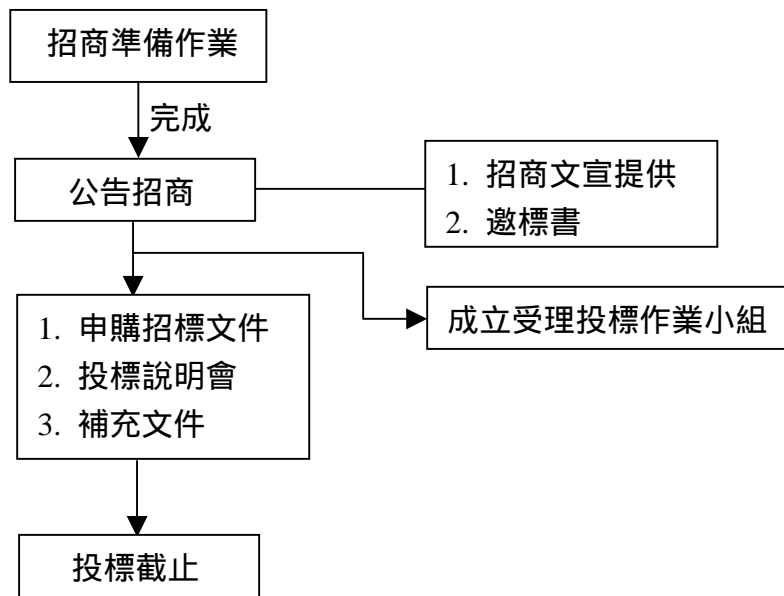 招商準備作業
完成
公告招商
1. 招商文宣提供
2. 邀標書
成立受理投標作業小組
1. 申購招標文件
2. 投標說明會
3. 補充文件
投標截止